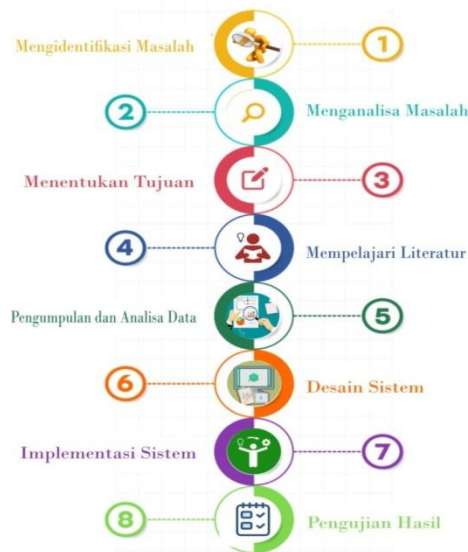 Mengidentifikasi Masalah 1
2 Menganalisa Masalah
Menentukan Tujuan 3
4 Mempelajari Literatur
Pengumpulan dan Analisa Data 5
6 Desain Sistem
Implementasi Sistem 7
8 Pengujian Hasil